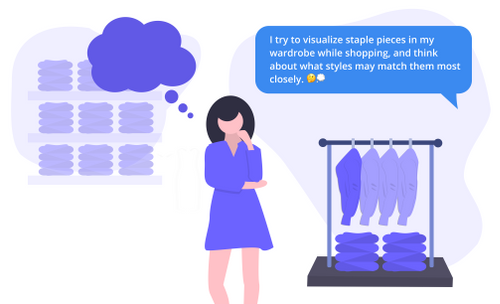 I try to visualize staple pieces in my
wardrobe while shopping, and think
about what styles may match them most
closely. 🤔💭